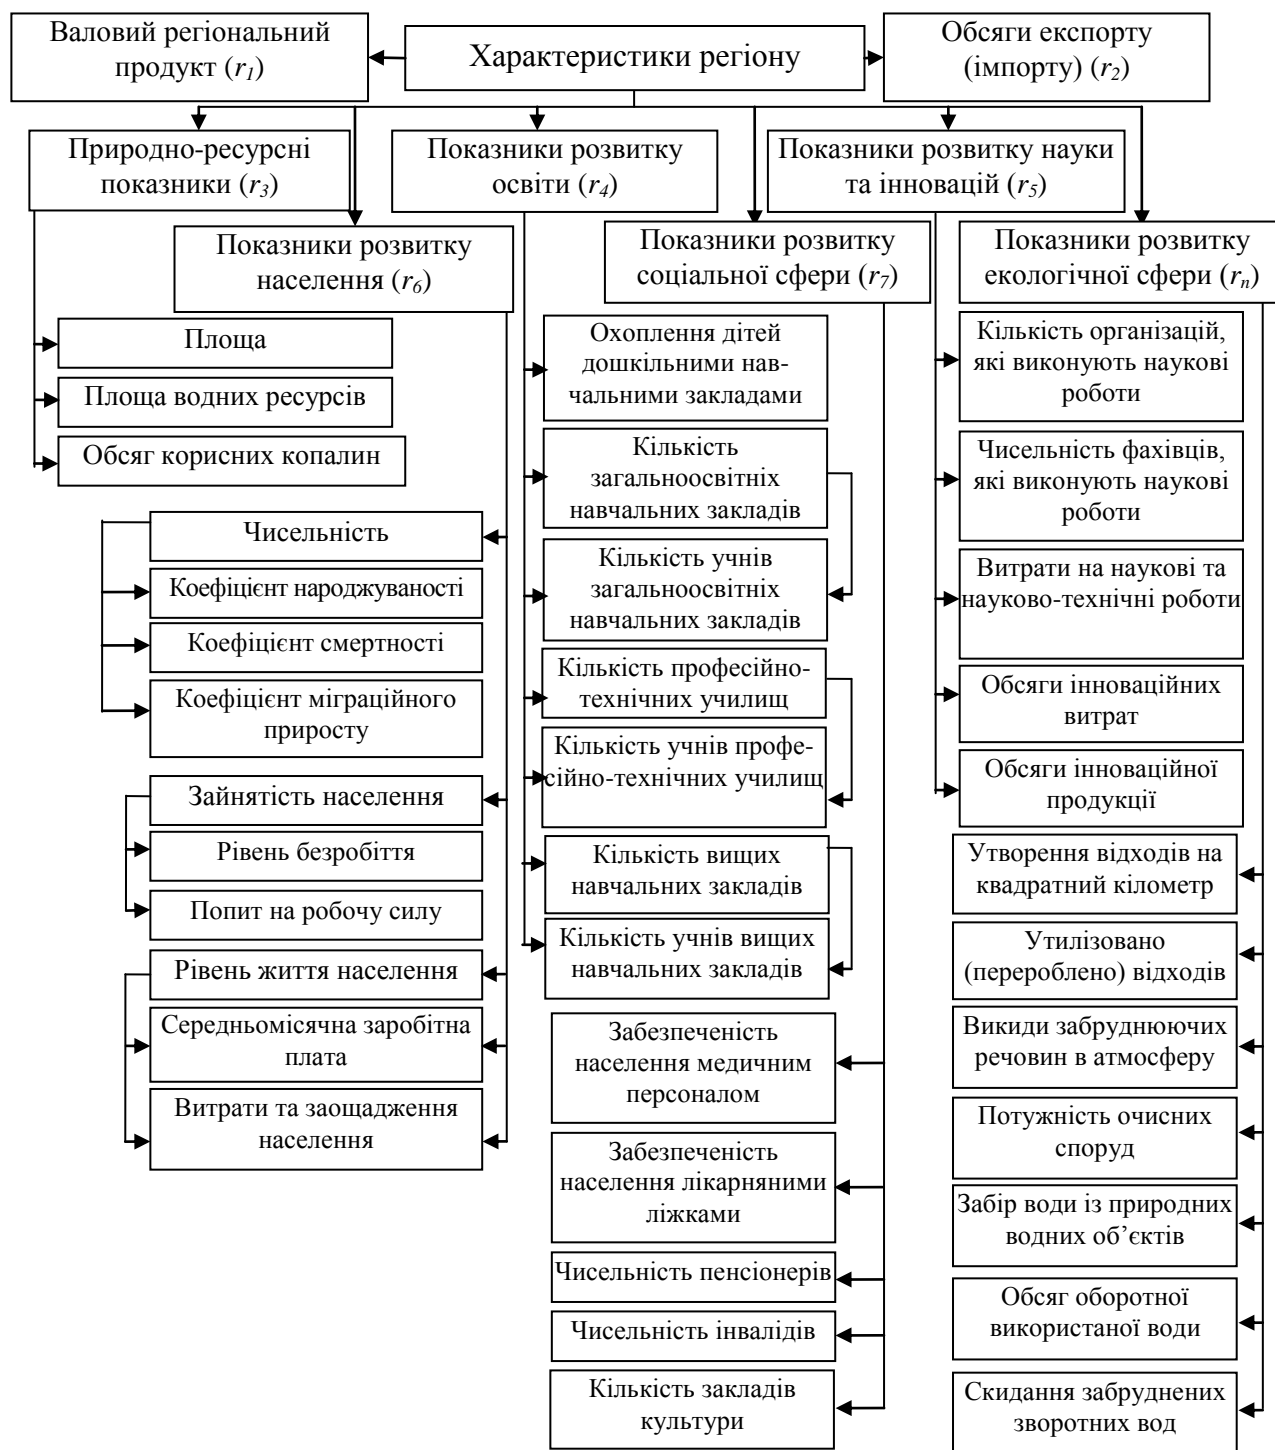 Валовий регіональний
продукт (r1)
Характеристики регіону
Обсяги експорту
(імпорту) (r2)
Природно-ресурсні
показники (r3)
Показники розвитку
освіти (r4)
Показники розвитку науки
та інновацій (r5)
Показники розвитку
населення (r6)
Показники розвитку
соціальної сфери (r7)
Показники розвитку
екологічної сфери (rn)
Площа
Площа водних ресурсів
Обсяг корисних копалин
Чисельність
Коефіцієнт народжуваності
Коефіцієнт смертності
Коефіцієнт міграційного
приросту
Зайнятість населення
Рівень безробіття
Попит на робочу силу
Рівень життя населення
Середньомісячна заробітна
плата
Витрати та заощадження
населення
Охоплення дітей
дошкільними нав-
чальними закладами
Кількість
загальноосвітніх
навчальних закладів
Кількість учнів
загальноосвітніх
навчальних закладів
Кількість професійно-
технічних училищ
Кількість учнів профе-
сійно-технічних училищ
Кількість вищих
навчальних закладів
Кількість учнів вищих
навчальних закладів
Забезпеченість
населення медичним
персоналом
Забезпеченість
населення лікарняними
ліжками
Чисельність пенсіонерів
Чисельність інвалідів
Кількість закладів
культури
Кількість організацій,
які виконують наукові
роботи
Чисельність фахівців,
які виконують наукові
роботи
Витрати на наукові та
науково-технічні роботи
Обсяги інноваційних
витрат
Обсяги інноваційної
продукції
Утворення відходів на
квадратний кілометр
Утилізовано
(перероблено) відходів
Викиди забруднюючих
речовин в атмосферу
Потужність очисних
споруд
Забір води із природних
водних об’єктів
Обсяг оборотної
використаної води
Скидання забруднених
зворотних вод